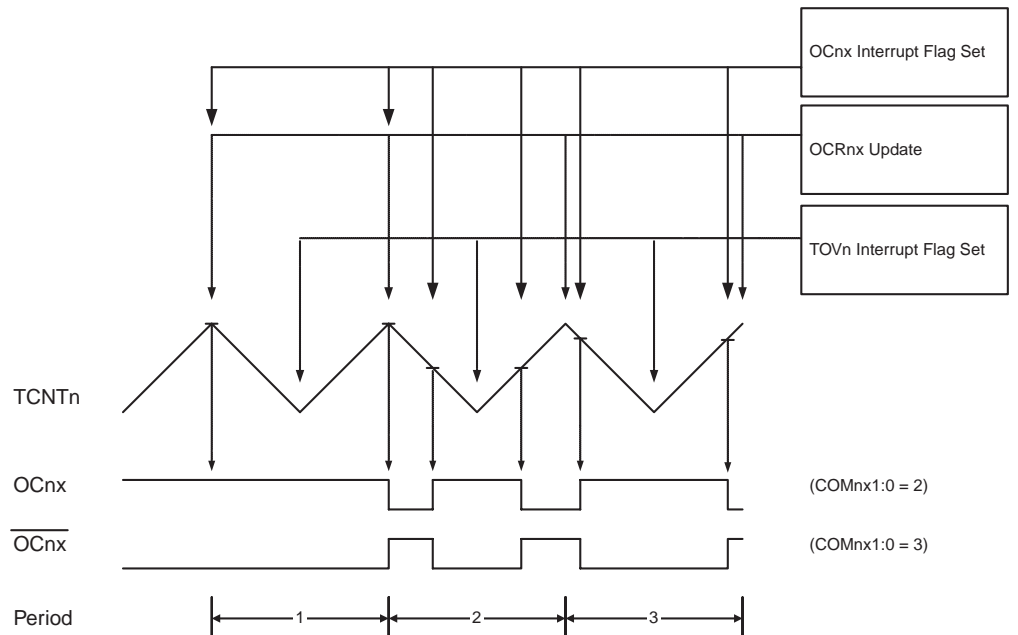 OCnx Interrupt Flag Set
OCRnx Update
TOVn Interrupt Flag Set
TCNTn
OCnx
(COMnx1:0 = 2)
OCnx
(COMnx1:0 = 3)
Period
1
2
3